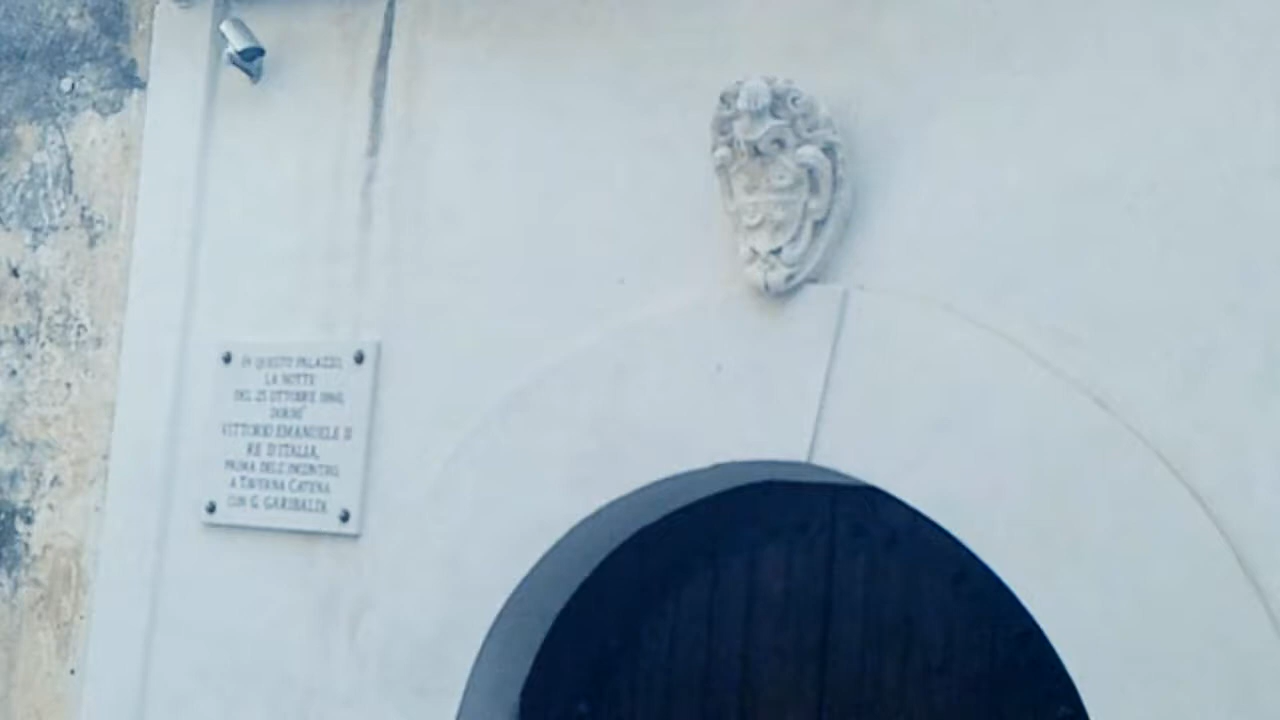 IN QUESTO PALAZZO,
LA NOTTE
DEL 25 OTTOBRE 1860,
DORMI'
VITTORIO EMANUELE II
RE D'ITALIA,
PRIMA DELL'INCONTRO
A TAVERNA CATENA
CON G. GARIBALDI.